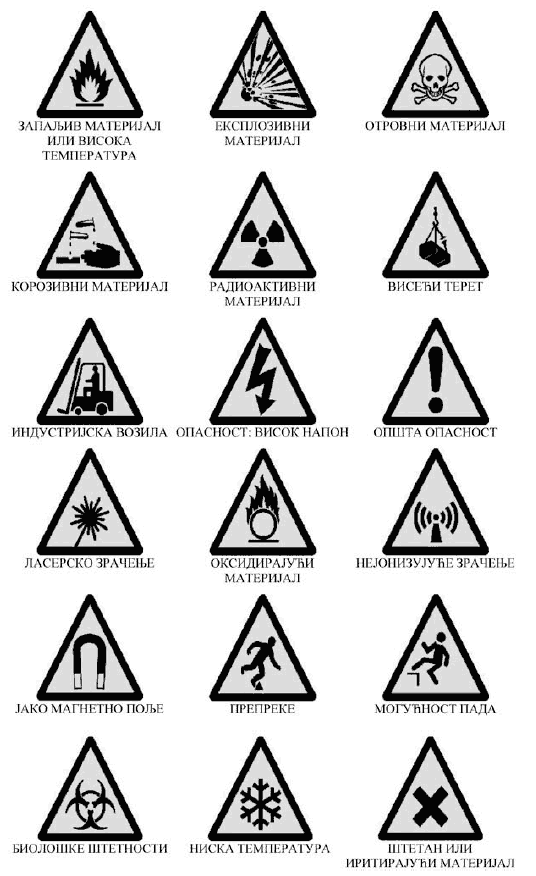 ЗАПАЉИВ МАТЕРИЈАЛ
ИЛИ ВИСОКА
ТЕМПЕРАТУРА
ЕКСПЛОЗИВНИ
МАТЕРИЈАЛ
ОТРОВНИ МАТЕРИЈАЛ
КОРОЗИВНИ МАТЕРИЈАЛ
РАДИОАКТИВНИ
МАТЕРИЈАЛ
ВИСЕЋИ ТЕРЕТ
ИНДУСТРИЈСКА ВОЗИЛА
ОПАСНОСТ: ВИСОК НАПОН
ОПШТА ОПАСНОСТ
ЛАСЕРСКО ЗРАЧЕЊЕ
ОКСИДИРАЈУЋИ
МАТЕРИЈАЛ
НЕЈОНИЗУЈУЋЕ ЗРАЧЕЊЕ
ЈАКО МАГНЕТНО ПОЉЕ
ПРЕПРЕКЕ
МОГУЋНОСТ ПАДА
БИОЛОШКЕ ШТЕТНОСТИ
НИСКА ТЕМПЕРАТУРА
ШТЕТАН ИЛИ
ИРИТИРАЈУЋИ МАТЕРИЈАЛ